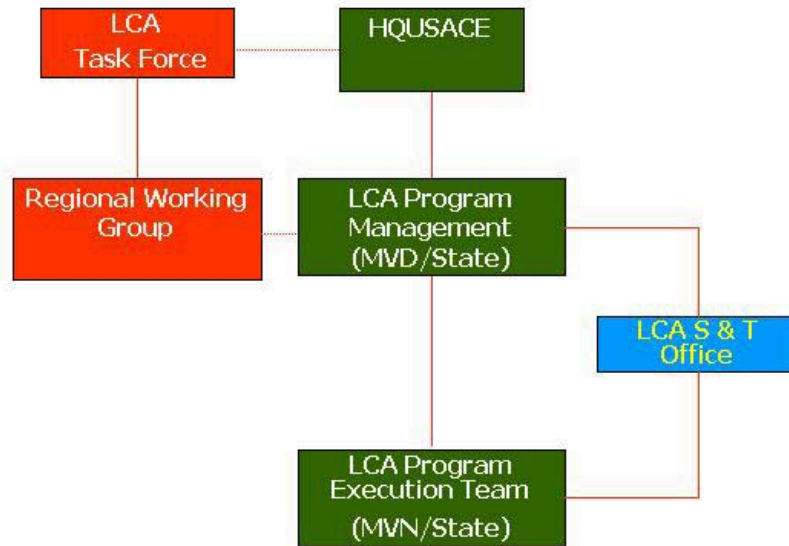 LCA
Task Force
HQUSACE
Regional Working
Group
LCA Program
Management
(MVD/State)
LCA S & T
Office
LCA Program
Execution Team
(MVN/State)